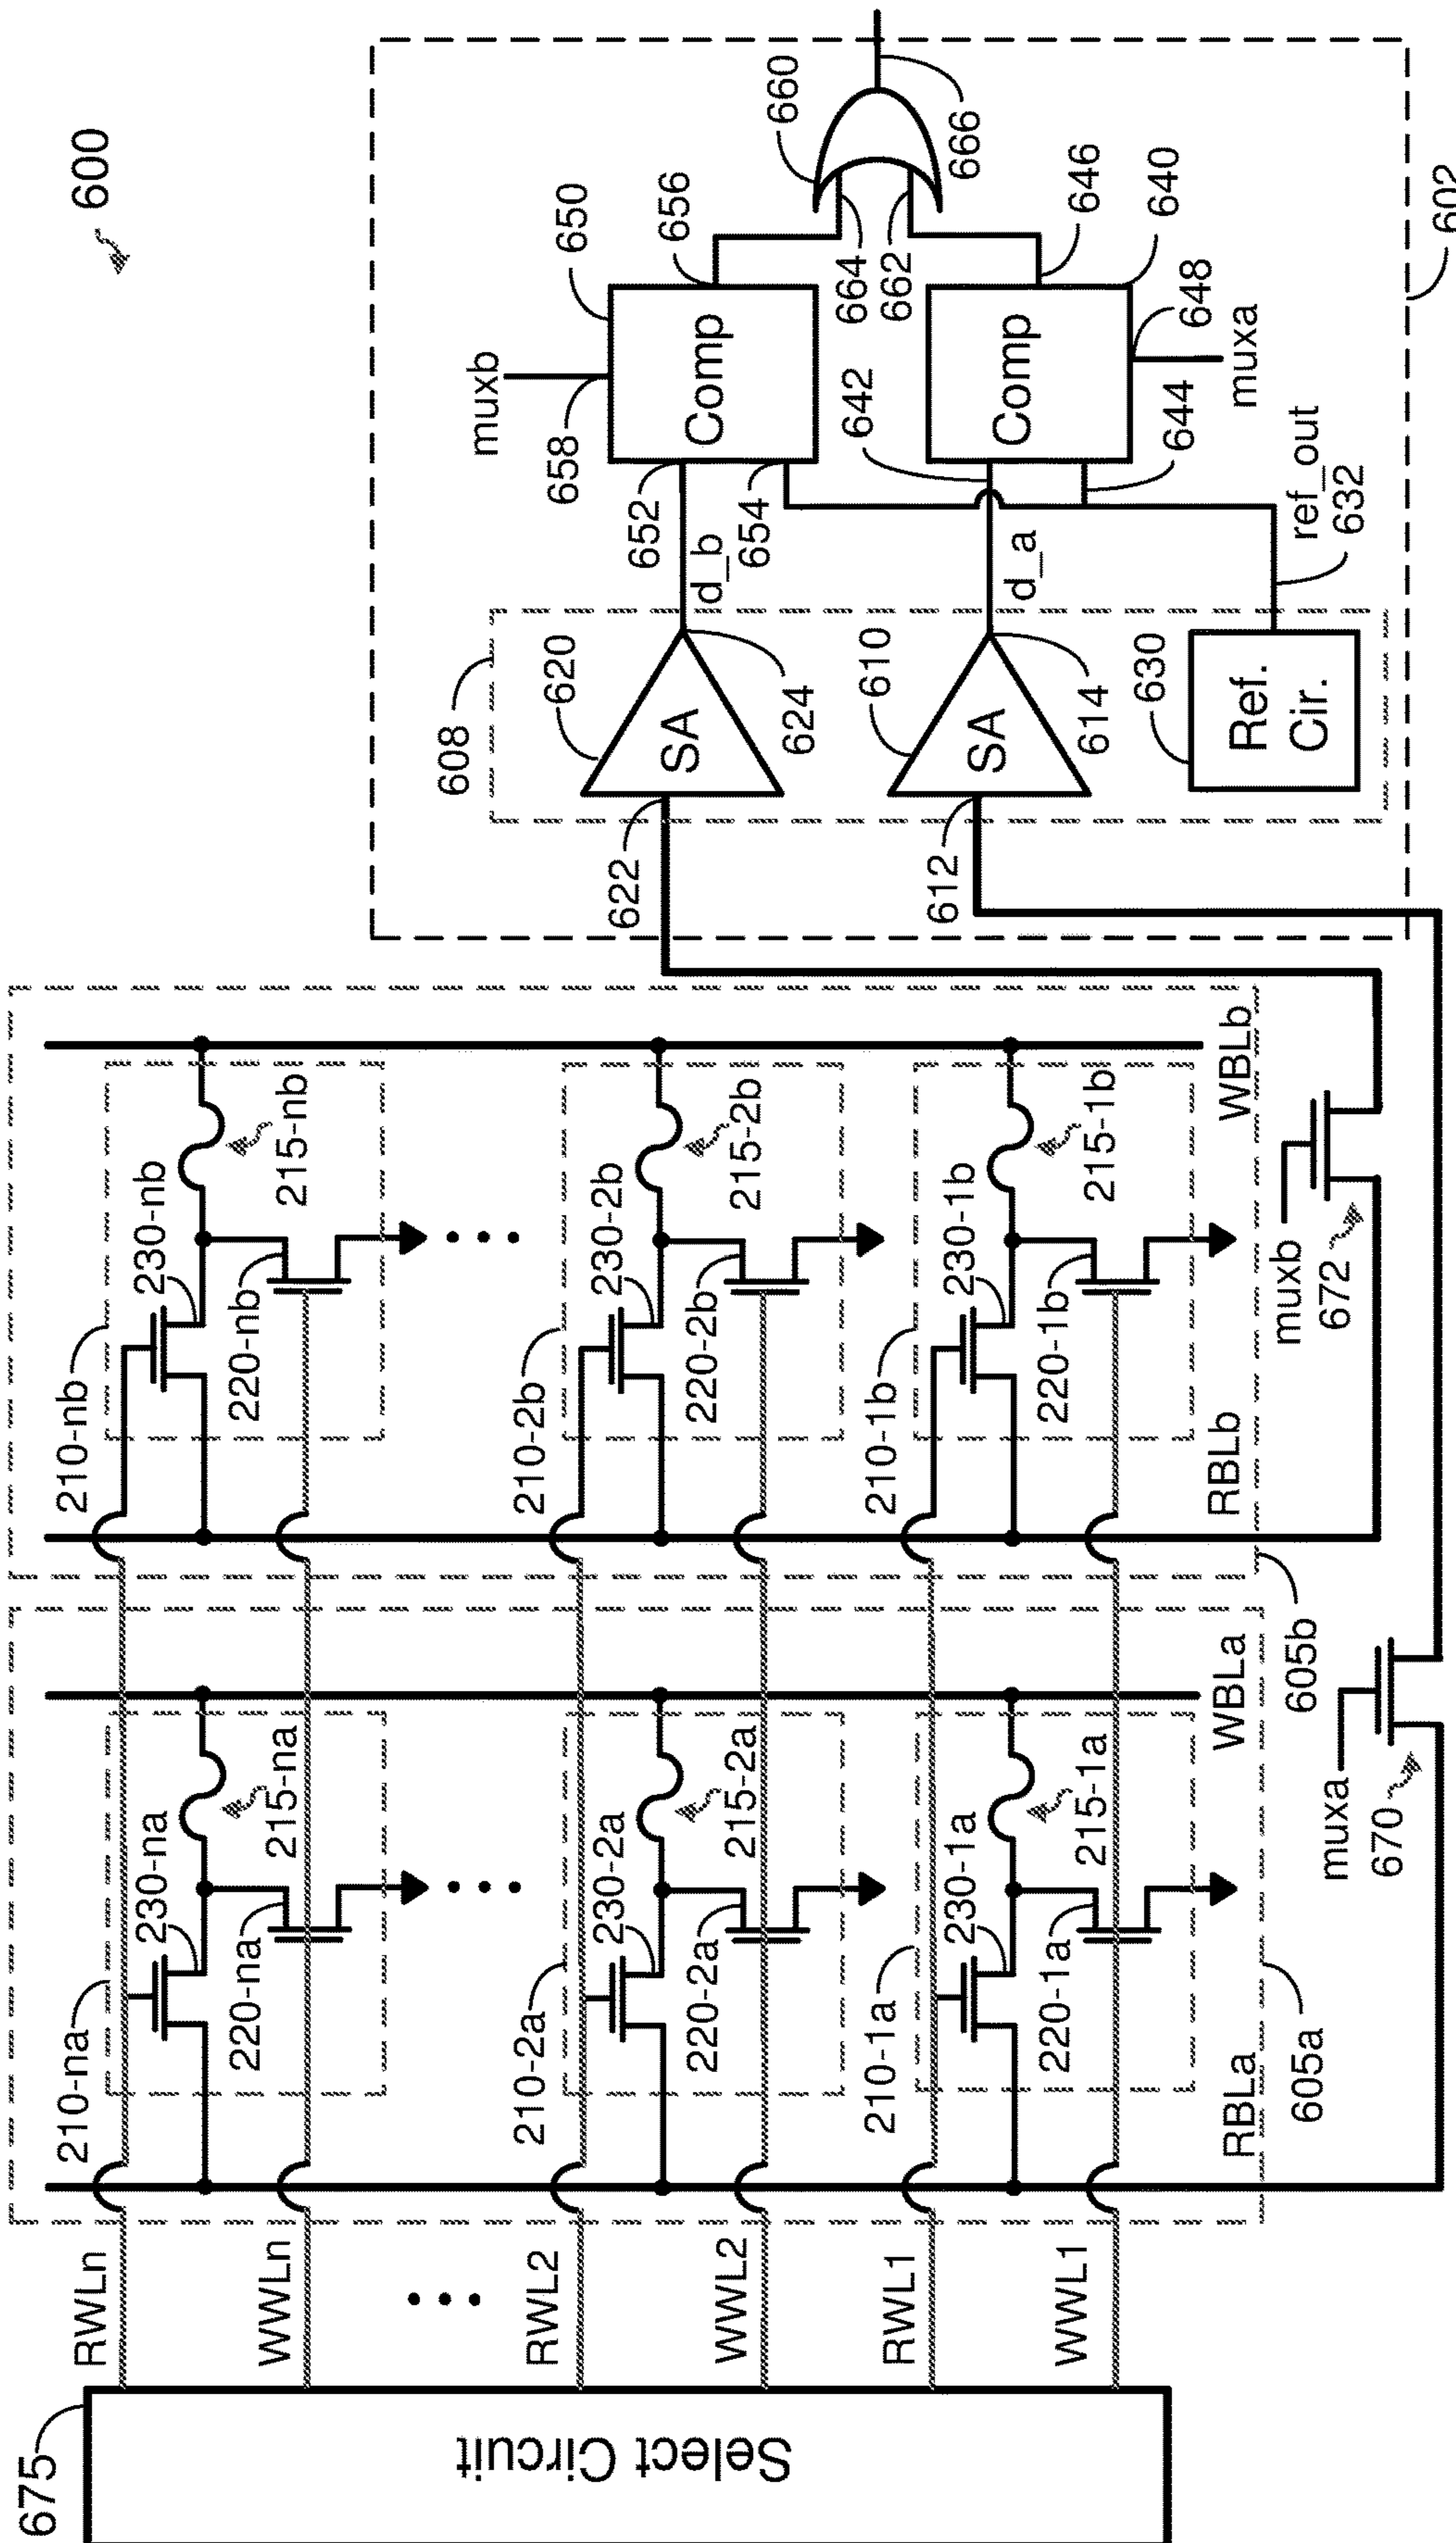 600
675
Select Circuit
RWLn
WWLn
RWL2
WWL2
RWL1
WWL1
210-na
230-na
220-na
215-na
210-2a
230-2a
220-2a
215-2a
210-1a
230-1a
220-1a
215-1a
RBLa
WBLa
605a
210-nb
230-nb
220-nb
215-nb
210-2b
230-2b
220-2b
215-2b
210-1b
230-1b
220-1b
215-1b
RBLb
WBLb
605b
muxa
670
muxb
672
608
622
620
SA
624
d_b
612
610
SA
614
d_a
630
Ref.
Cir.
ref_out
632
muxb
658
650
652
654
Comp
656
642
644
Comp
640
646
648
muxa
664
662
660
666
602